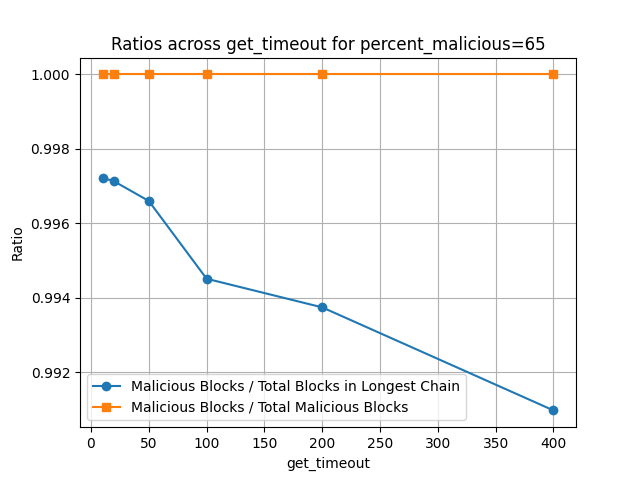 Ratios across get_timeout for percent_malicious=65
1.000
0.998
0.996
0.994
0.992
Ratio
Malicious Blocks / Total Blocks in Longest Chain
Malicious Blocks / Total Malicious Blocks
0 50 100 150 200 250 300 350 400
get_timeout